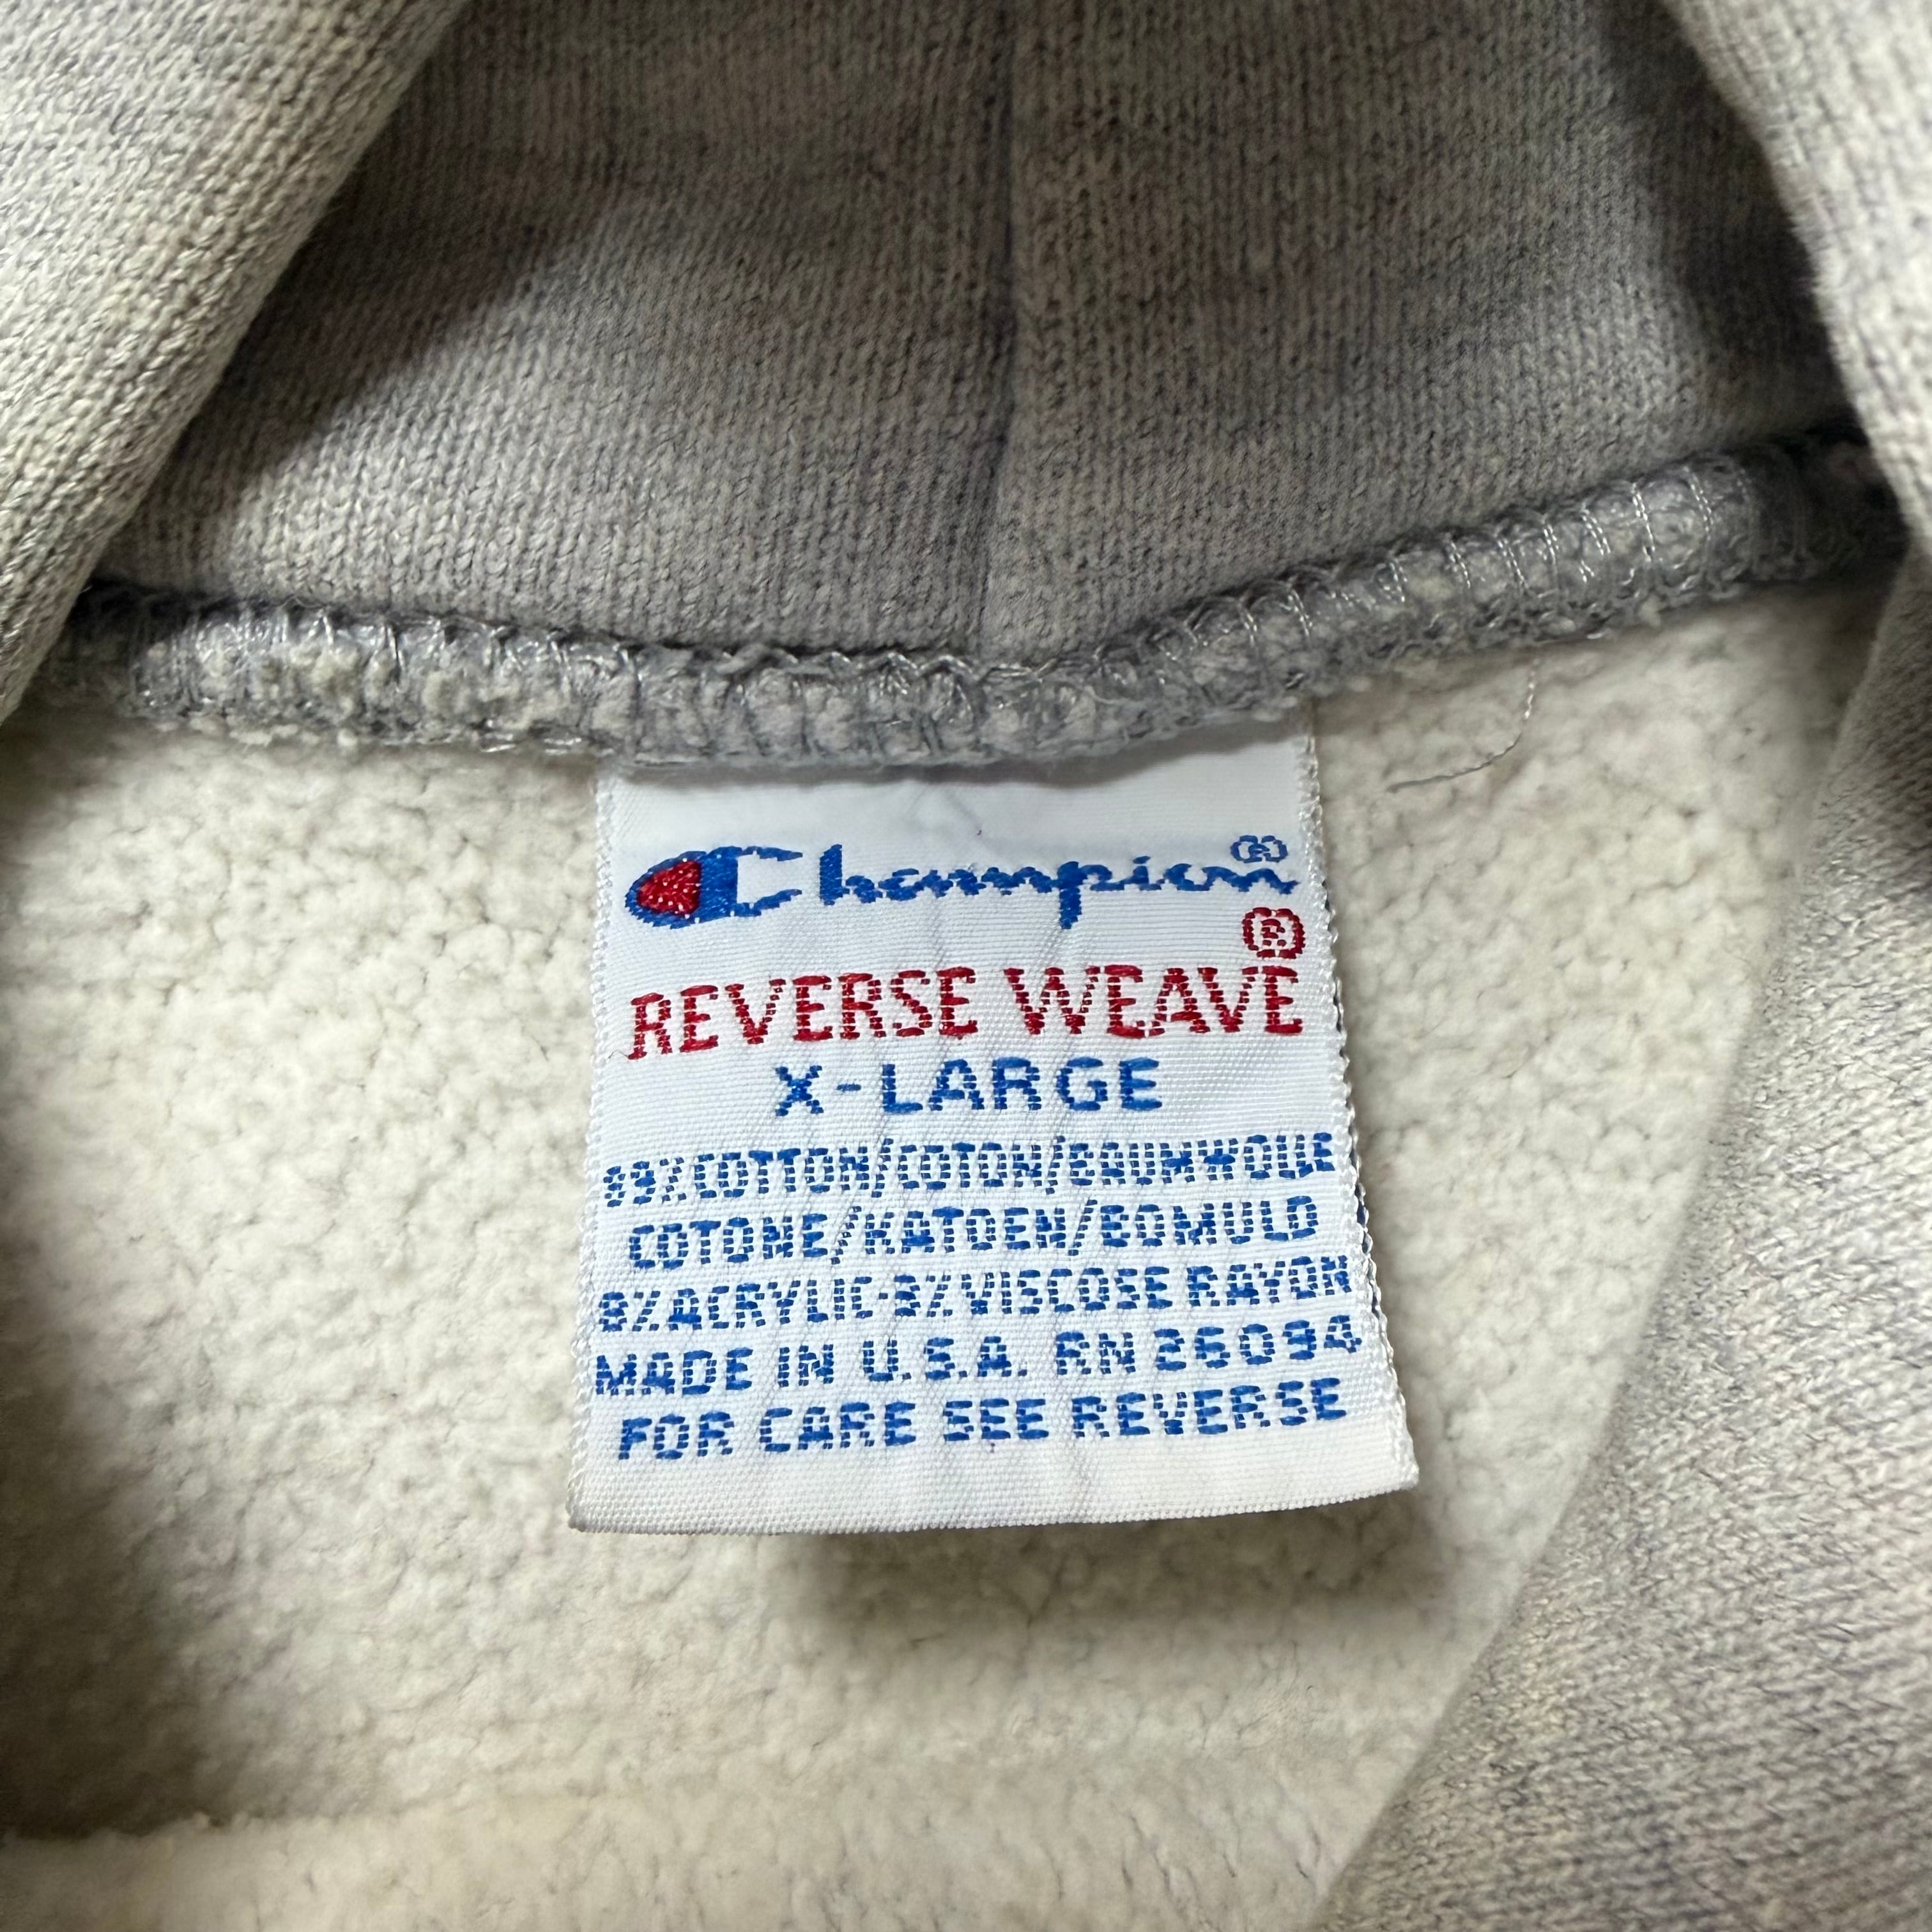 Champion®
®
REVERSE WEAVE
X-LARGE
89% COTTON/COTON/BAUMWOLLE
COTONE/KATOEN/BOMULD
8% ACRYLIC-3% VISCOSE RAYON
MADE IN U.S.A. RN 26094
FOR CARE SEE REVERSE